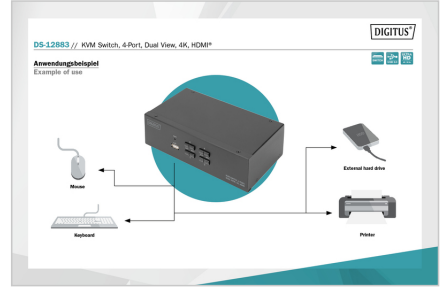 DIGITUS®
DS-12883 // KVM Switch, 4-Port, Dual View, 4K, HDMI®
Anwendungsbeispiel
Example of use
Mouse
External hard drive
Keyboard
Printer